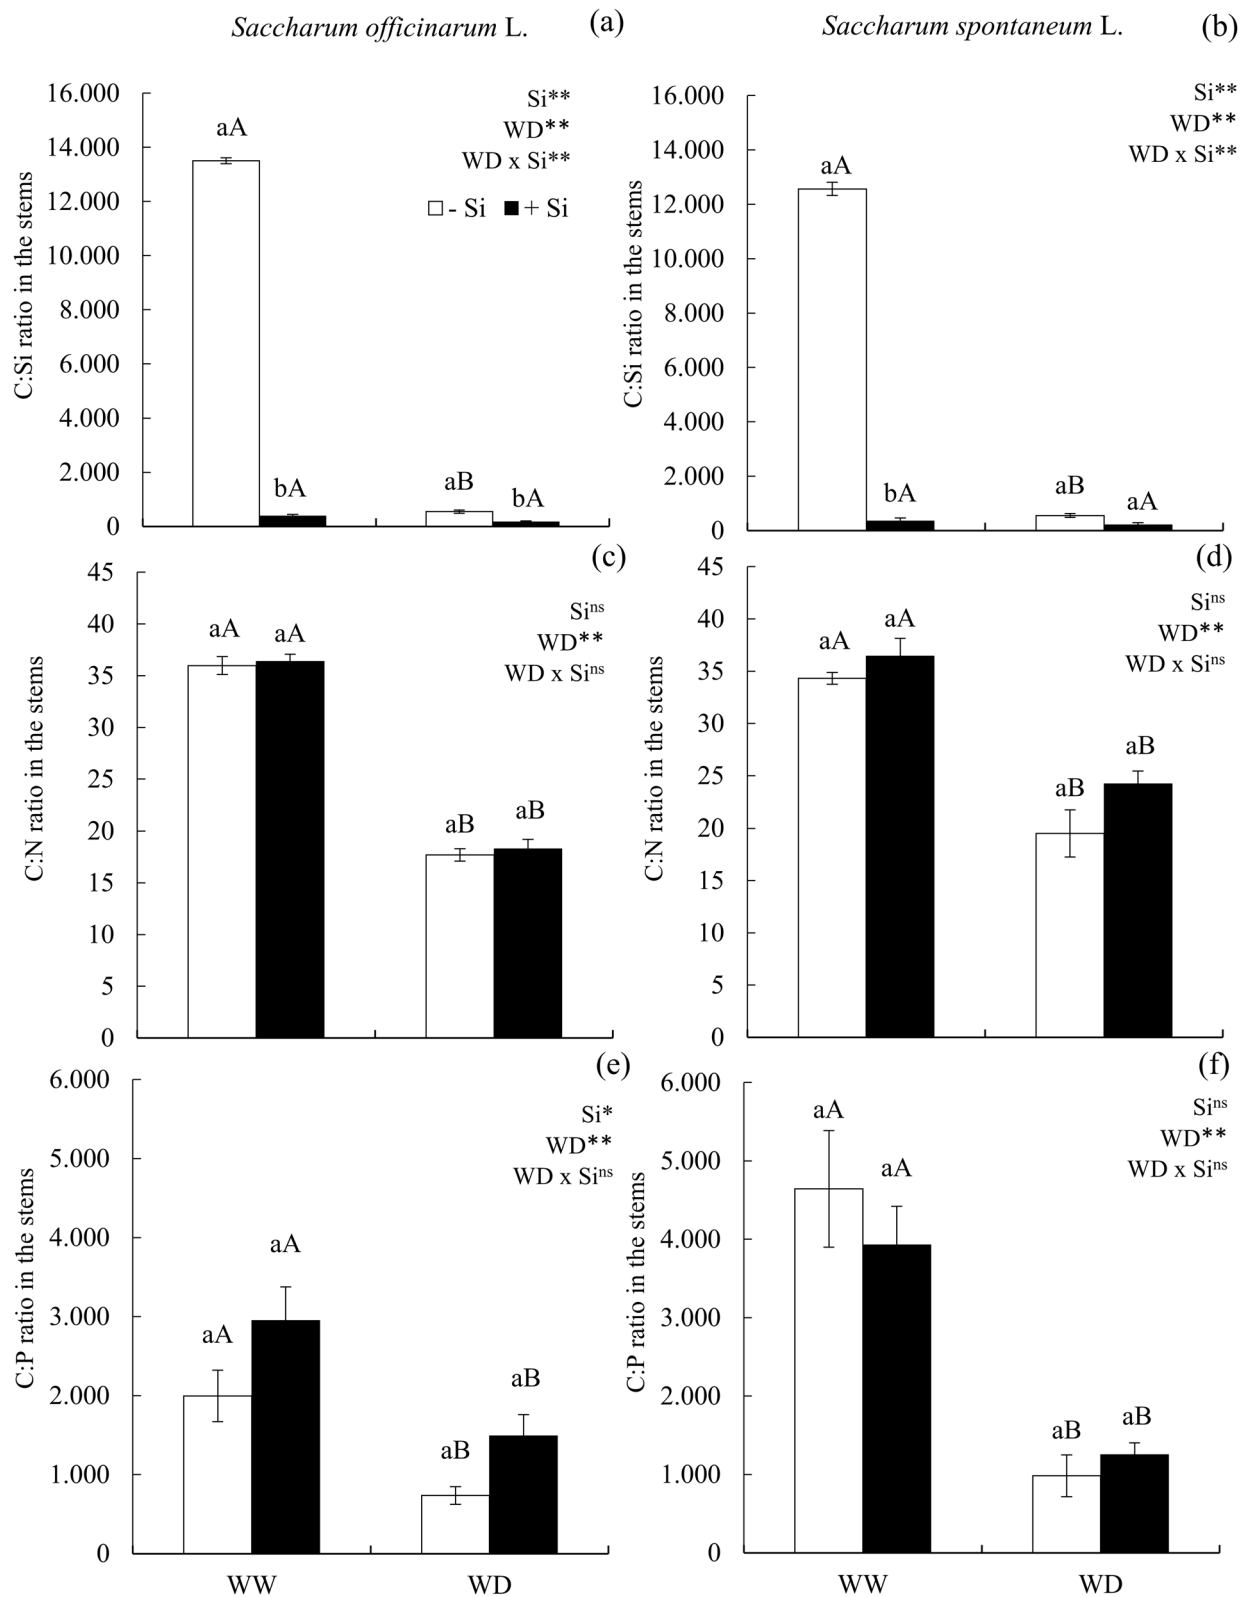 Saccharum officinarum L. (a)
Saccharum spontaneum L. (b)
C:Si ratio in the stems
16.000
14.000
12.000
10.000
8.000
6.000
4.000
2.000
0
Si**
WD**
WD x Si**
- Si + Si
aA
bA
aB
bA
C:Si ratio in the stems
16.000
14.000
12.000
10.000
8.000
6.000
4.000
2.000
0
Si**
WD**
WD x Si**
aA
bA
aB
aA
(c)
C:N ratio in the stems
45
40
35
30
25
20
15
10
5
0
Siⁿˢ
WD**
WD x Siⁿˢ
aA
aA
aB
aB
(d)
C:N ratio in the stems
45
40
35
30
25
20
15
10
5
0
Siⁿˢ
WD**
WD x Siⁿˢ
aA
aA
aB
aB
(e)
C:P ratio in the stems
6.000
5.000
4.000
3.000
2.000
1.000
0
Si*
WD**
WD x Siⁿˢ
aA
aA
aB
aB
WW WD
(f)
C:P ratio in the stems
6.000
5.000
4.000
3.000
2.000
1.000
0
Siⁿˢ
WD**
WD x Siⁿˢ
aA
aA
aB
aB
WW WD